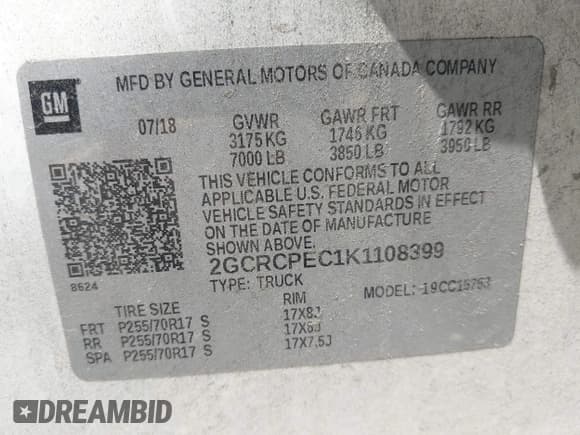 GM
MFD BY GENERAL MOTORS OF CANADA COMPANY
07/18 GVWR GAWR FRT GAWR RR
3175 KG 1746 KG 1792 KG
7000 LB 3850 LB 3950 LB
THIS VEHICLE CONFORMS TO ALL
APPLICABLE U.S. FEDERAL MOTOR
VEHICLE SAFETY STANDARDS IN EFFECT
ON THE DATE OF MANUFACTURE
SHOWN ABOVE.
8624 2GCRCPEC1K1108399
TYPE: TRUCK MODEL: 19CC15753
TIRE SIZE RIM
FRT P255/70R17 S 17X8J
RR P255/70R17 S 17X8J
SPA P255/70R17 S 17X7.5J
DREAMBID